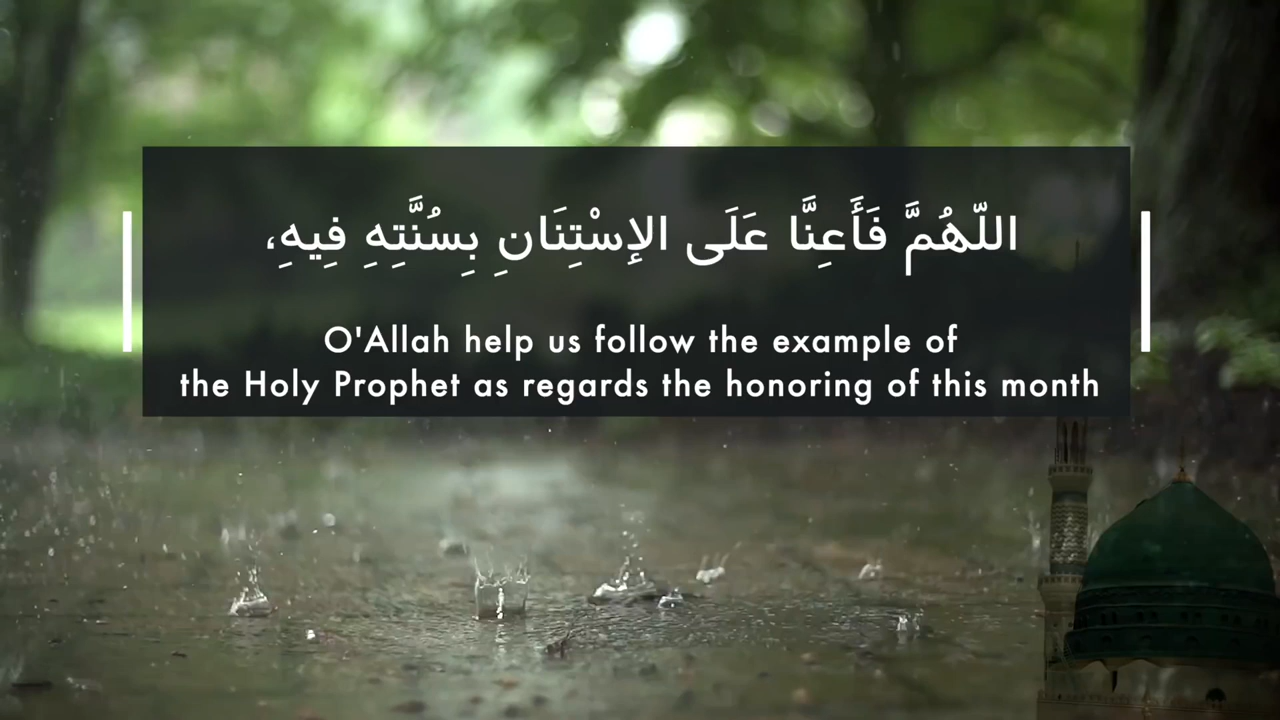 اللّهُمَّ فَأَعِنَّا عَلَى الإسْتِنَانِ بِسُنَّتِهِ فِيهِ،
O'Allah help us follow the example of
the Holy Prophet as regards the honoring of this month